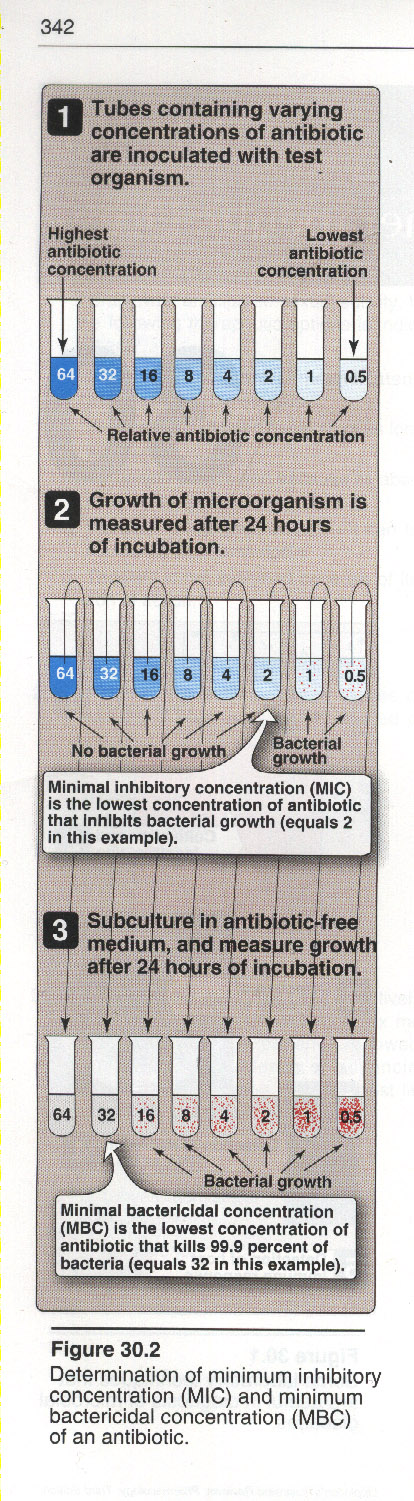 342
1 Tubes containing varying
concentrations of antibiotic
are inoculated with test
organism.
Highest
antibiotic
concentration
Lowest
antibiotic
concentration
64 32 16 8 4 2 1 0.5
Relative antibiotic concentration
2 Growth of microorganism is
measured after 24 hours
of incubation.
64 32 16 8 4 2 1 0.5
No bacterial growth
Bacterial
growth
Minimal inhibitory concentration (MIC)
is the lowest concentration of antibiotic
that inhibits bacterial growth (equals 2
in this example).
3 Subculture in antibiotic-free
medium, and measure growth
after 24 hours of incubation.
64 32 16 8 4 2 1 0.5
Bacterial growth
Minimal bactericidal concentration
(MBC) is the lowest concentration of
antibiotic that kills 99.9 percent of
bacteria (equals 32 in this example).
Figure 30.2
Determination of minimum inhibitory
concentration (MIC) and minimum
bactericidal concentration (MBC)
of an antibiotic.